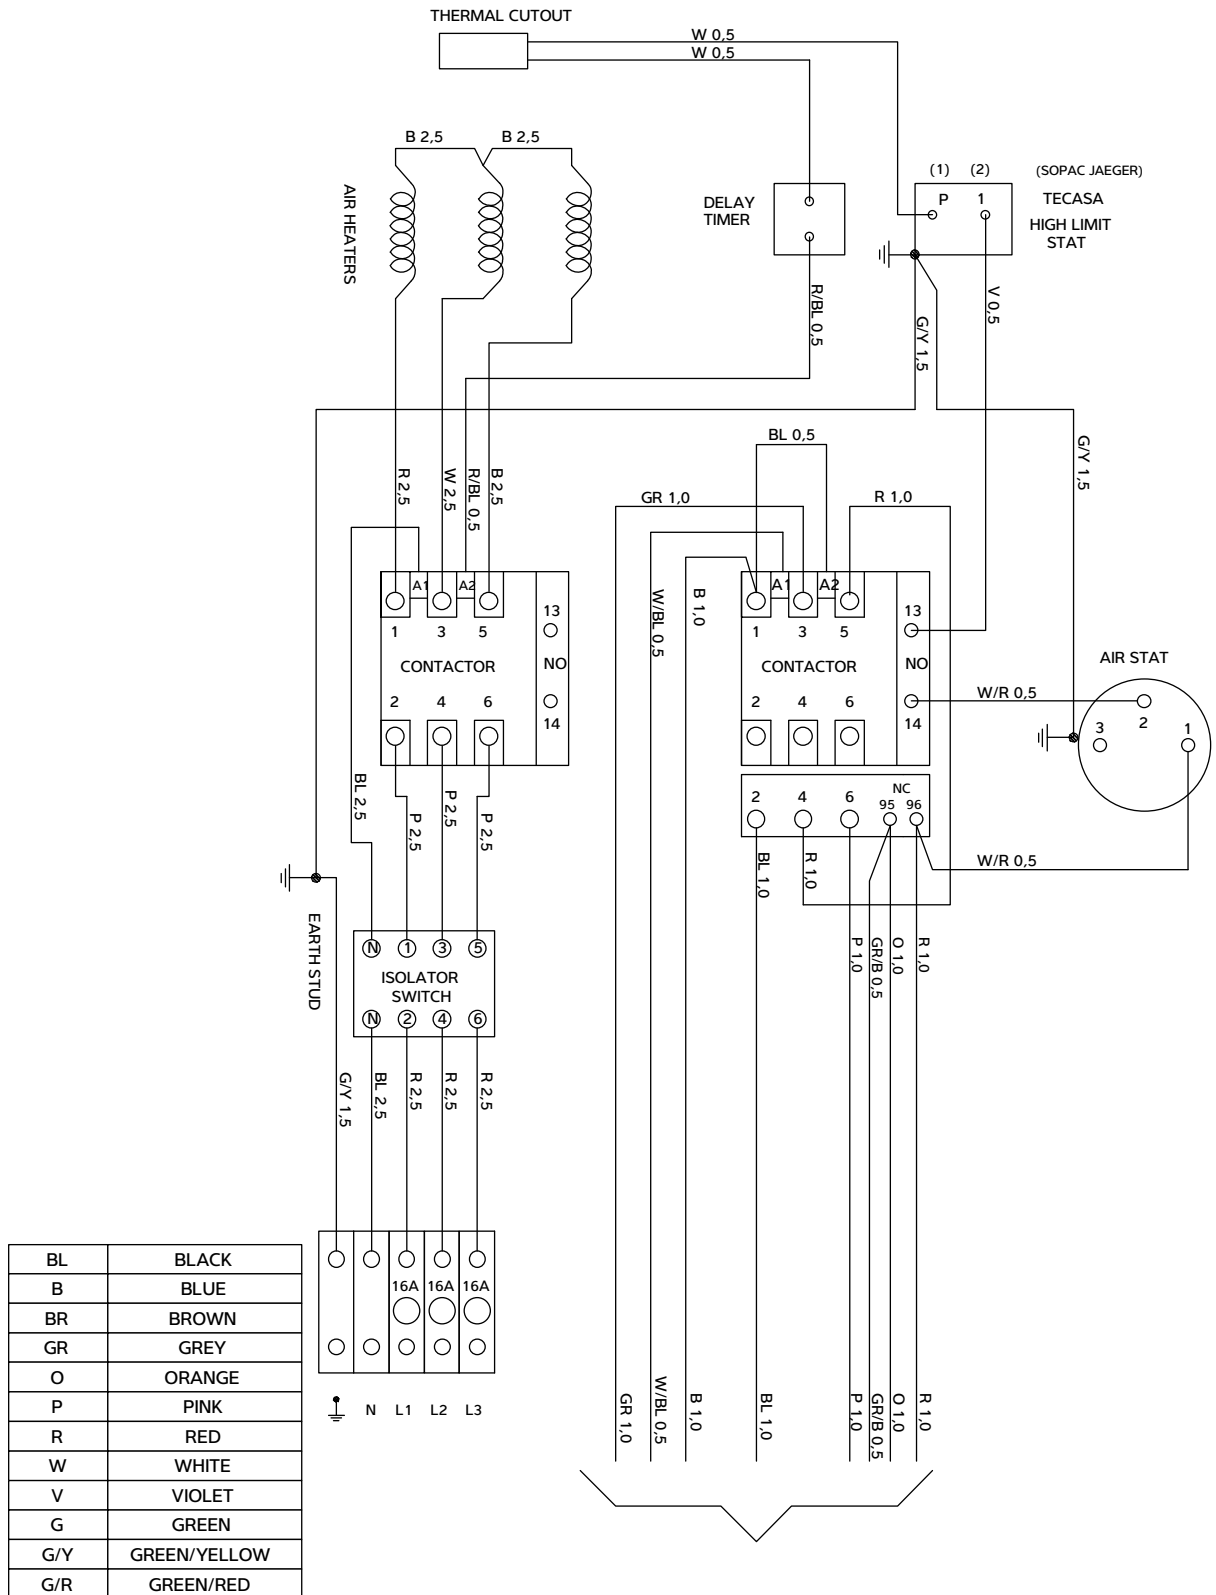 THERMAL CUTOUT
W 0,5
W 0,5
B 2,5
B 2,5
AIR HEATERS
DELAY
TIMER
(1)
(2)
(SOPAC JAEGER)
P
1
TECASA
HIGH LIMIT
STAT
R/BL 0,5
G/Y 1,5
V 0,5
G/Y 1,5
R 2,5
W 2,5
R/BL 0,5
B 2,5
BL 0,5
GR 1,0
R 1,0
W/BL 0,5
B 1,0
A1
A2
1
3
5
13
CONTACTOR
NO
2
4
6
14
A1
A2
1
3
5
13
CONTACTOR
NO
2
4
6
14
W/R 0,5
AIR STAT
3
2
1
2
4
6
NC
95
96
W/R 0,5
BL 2,5
P 2,5
P 2,5
P 2,5
BL 1,0
R 1,0
P 1,0
GR/B 0,5
O 1,0
R 1,0
EARTH STUD
N
1
3
5
ISOLATOR
SWITCH
N
2
4
6
G/Y 1,5
BL 2,5
R 2,5
R 2,5
R 2,5
16A
16A
16A
N
L1
L2
L3
GR 1,0
W/BL 0,5
B 1,0
BL 1,0
P 1,0
GR/B 0,5
O 1,0
R 1,0
BL BLACK
B BLUE
BR BROWN
GR GREY
O ORANGE
P PINK
R RED
W WHITE
V VIOLET
G GREEN
G/Y GREEN/YELLOW
G/R GREEN/RED